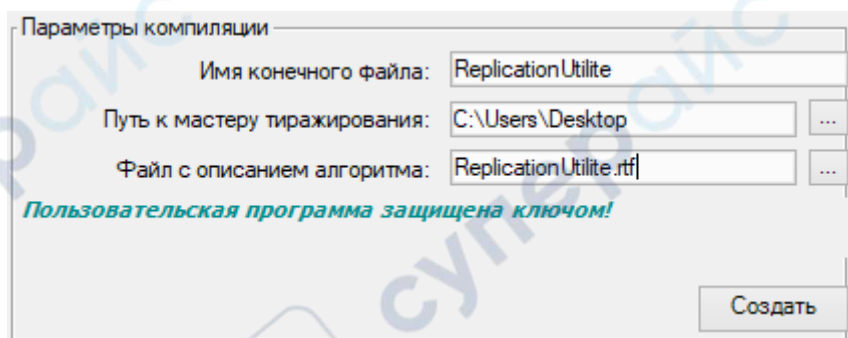 Параметры компиляции
Имя конечного файла: ReplicationUtilite
Путь к мастеру тиражирования: C:\Users\Desktop ...
Файл с описанием алгоритма: ReplicationUtilite.rtf ...
Пользовательская программа защищена ключом!
Создать
суперайс